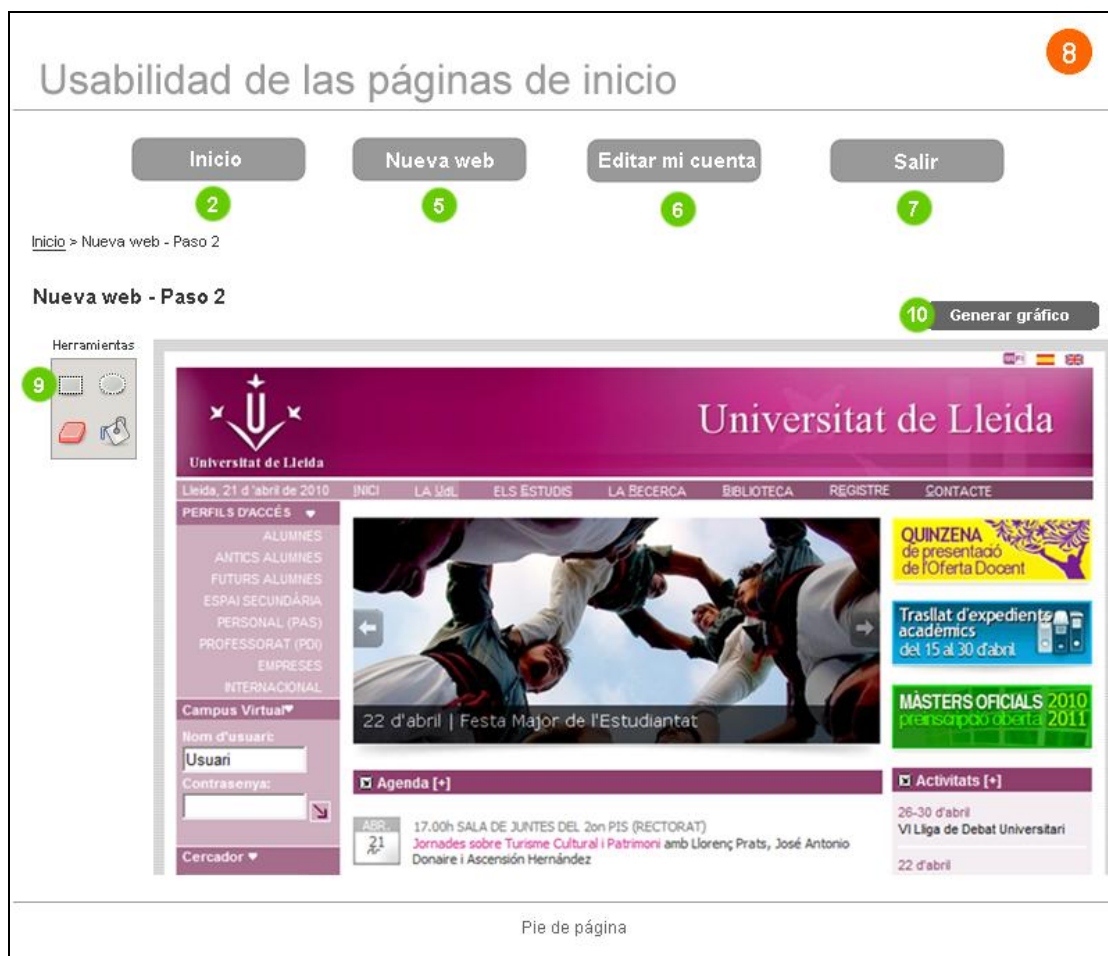 8
Usabilidad de las páginas de inicio
Inicio Nueva web Editar mi cuenta Salir
2 5 6 7
Inicio > Nueva web - Paso 2
Nueva web - Paso 2
10 Generar gráfico
Herramientas
9
Universitat de Lleida
Universitat de Lleida
Lleida, 21 d'abril de 2010 INICI LA UdL ELS ESTUDIS LA RECERCA BIBLIOTECA REGISTRE CONTACTE
PERFILS D'ACCÉS
ALUMNES
ANTICS ALUMNES
FUTURS ALUMNES
ESPAI SECUNDÀRIA
PERSONAL (PAS)
PROFESSORAT (PDI)
EMPRESES
INTERNACIONAL
Campus Virtual
Nom d'usuari:
Usuari
Contrasenya:
Cercador
22 d'abril | Festa Major de l'Estudiantat
QUINZENA
de presentació
de l'Oferta Docent
Trasllat d'expedients
acadèmics
del 15 al 30 d'abril
MÀSTERS OFICIALS 2010
preinscripció oberta 2011
Agenda [+]
ABR.
21
17.00h SALA DE JUNTES DEL 2on PIS (RECTORAT)
Jornades sobre Turisme Cultural i Patrimoni amb Llorenç Prats, José Antonio
Donaire i Ascensión Hernández
Activitats [+]
26-30 d'abril
VI Lliga de Debat Universitari
22 d'abril
Pie de página